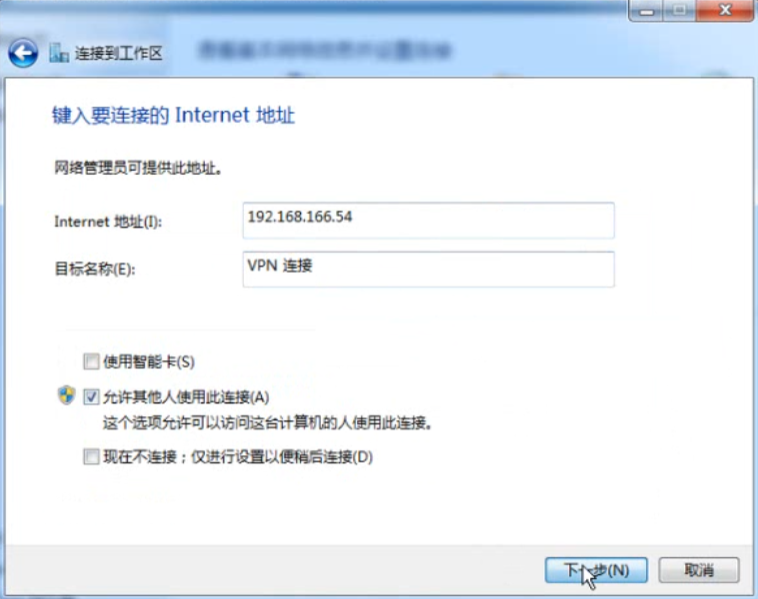 连接到工作区
键入要连接的 Internet 地址
网络管理员可提供此地址。
Internet 地址(I):
192.168.166.54
目标名称(E):
VPN 连接
使用智能卡(S)
允许其他人使用此连接(A)
这个选项允许可以访问这台计算机的人使用此连接。
现在不连接；仅进行设置以便稍后连接(D)
下一步(N)
取消